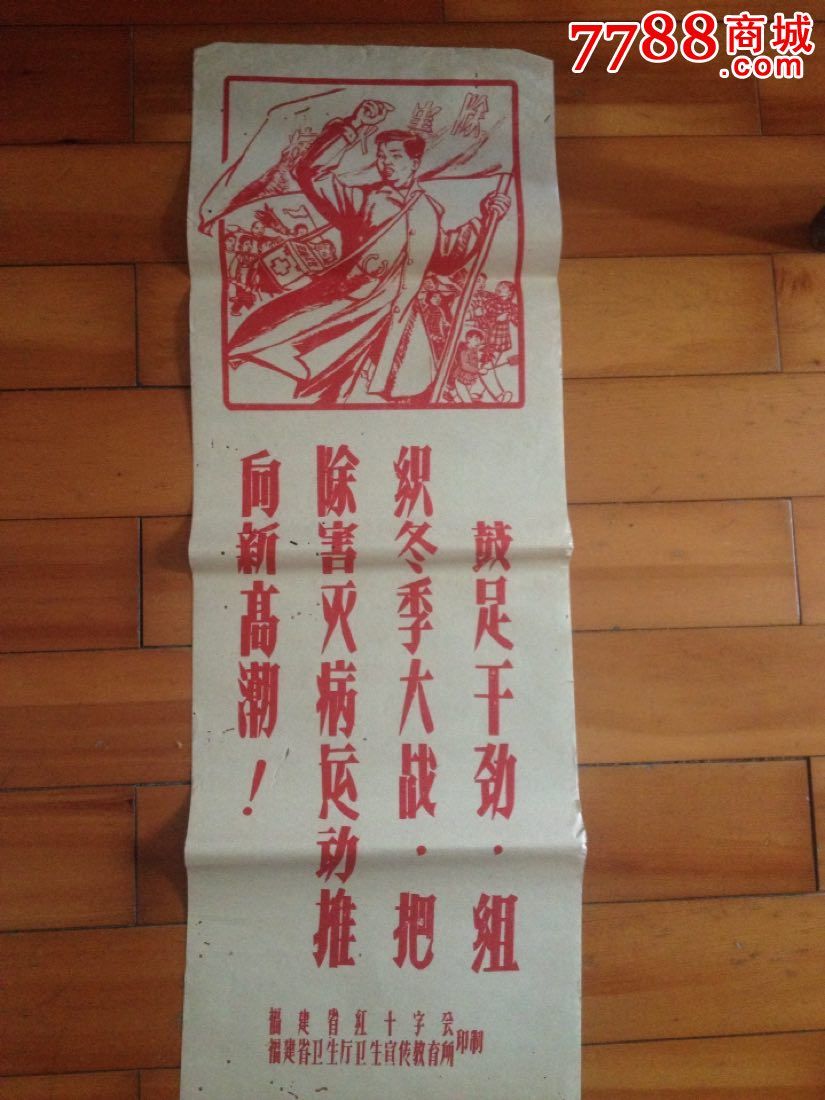 7788商城
.com
除
鼓足干劲·組
织冬季大战·把
除害灭病运动推
向新高潮！
福建省紅十字会
福建省卫生厅卫生宣传教育所
印制